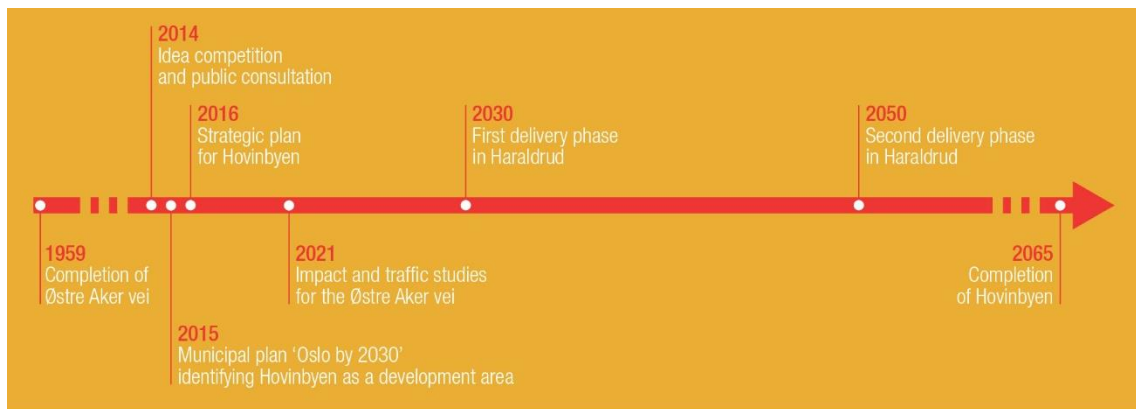 2014
Idea competition
and public consultation
2016
Strategic plan
for Hovinbyen
2030
First delivery phase
in Haraldrud
2050
Second delivery phase
in Haraldrud
1959
Completion of
Østre Aker vei
2021
Impact and traffic studies
for the Østre Aker vei
2065
Completion
of Hovinbyen
2015
Municipal plan ‘Oslo by 2030’
identifying Hovinbyen as a development area